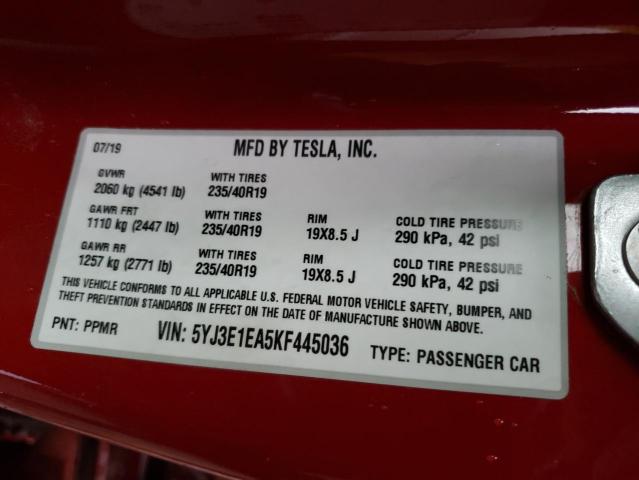 07/19 MFD BY TESLA, INC.
GVWR WITH TIRES
2060 kg (4541 lb) 235/40R19
GAWR FRT WITH TIRES RIM COLD TIRE PRESSURE
1110 kg (2447 lb) 235/40R19 19X8.5 J 290 kPa, 42 psi
GAWR RR WITH TIRES RIM COLD TIRE PRESSURE
1257 kg (2771 lb) 235/40R19 19X8.5 J 290 kPa, 42 psi
THIS VEHICLE CONFORMS TO ALL APPLICABLE U.S. FEDERAL MOTOR VEHICLE SAFETY, BUMPER, AND
THEFT PREVENTION STANDARDS IN EFFECT ON THE DATE OF MANUFACTURE SHOWN ABOVE.
PNT: PPMR VIN: 5YJ3E1EA5KF445036 TYPE: PASSENGER CAR